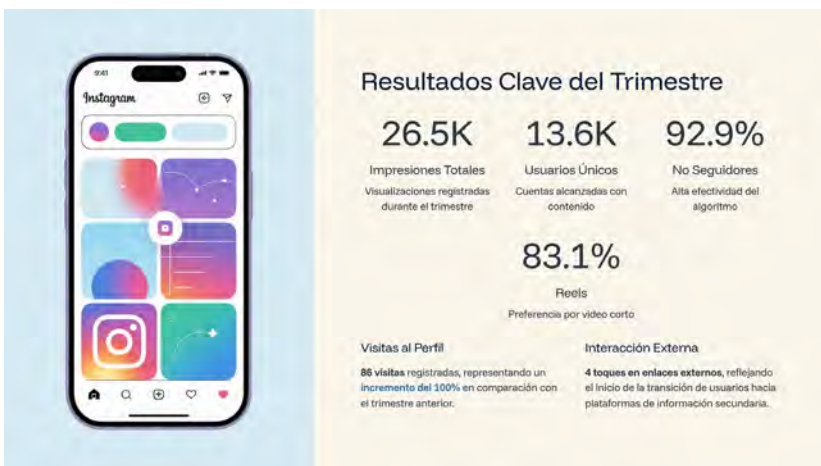 9:41
Instagram
Resultados Clave del Trimestre
26.5K
13.6K
92.9%
Impresiones Totales
Usuarios Únicos
No Seguidores
Visualizaciones registradas
durante el trimestre
Cuentas alcanzadas con
contenido
Alta efectividad del
algoritmo
83.1%
Reels
Preferencia por video corto
Visitas al Perfil
86 visitas registradas, representando un
incremento del 100% en comparación con
el trimestre anterior.
Interacción Externa
4 toques en enlaces externos, reflejando
el inicio de la transición de usuarios hacia
plataformas de información secundaria.